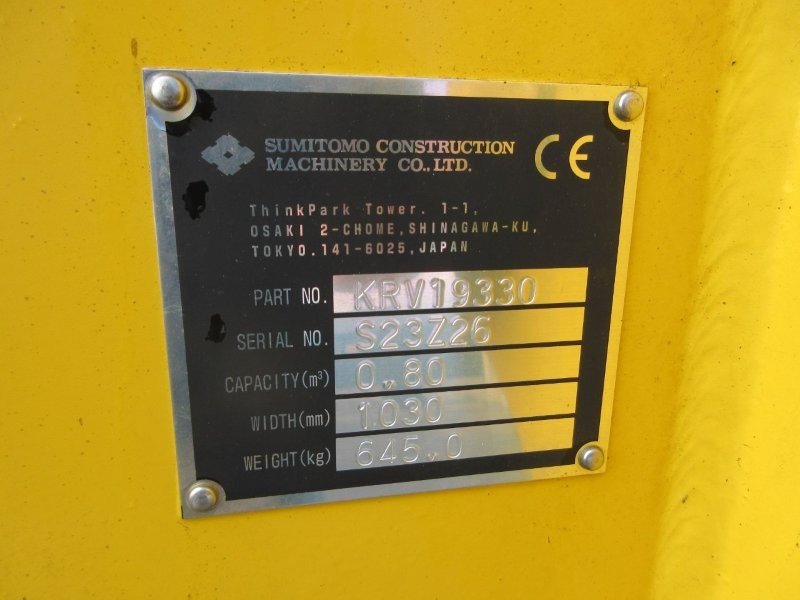 SUMITOMO CONSTRUCTION
MACHINERY CO.,LTD.
CE
ThinkPark Tower. 1-1,
OSAKI 2-CHOME,SHINAGAWA-KU,
TOKYO.141-6025,JAPAN
PART NO. KRV19330
SERIAL NO. S23Z26
CAPACITY(m³) 0.80
WIDTH(mm) 1030
WEIGHT(kg) 645.0